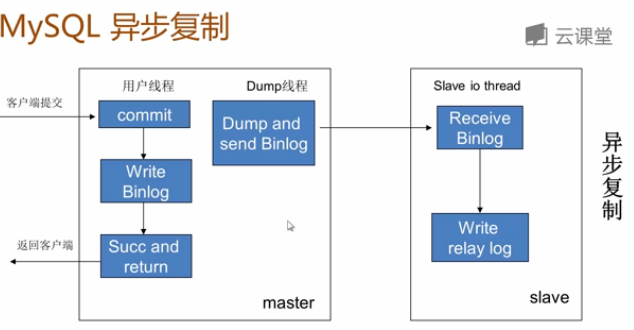 MySQL 异步复制
云课堂
用户线程
Dump线程
Slave io thread
客户端提交
commit
Dump and
send Binlog
Receive
Binlog
Write
Binlog
异步复制
返回客户端
Succ and
return
Write
relay log
master
slave